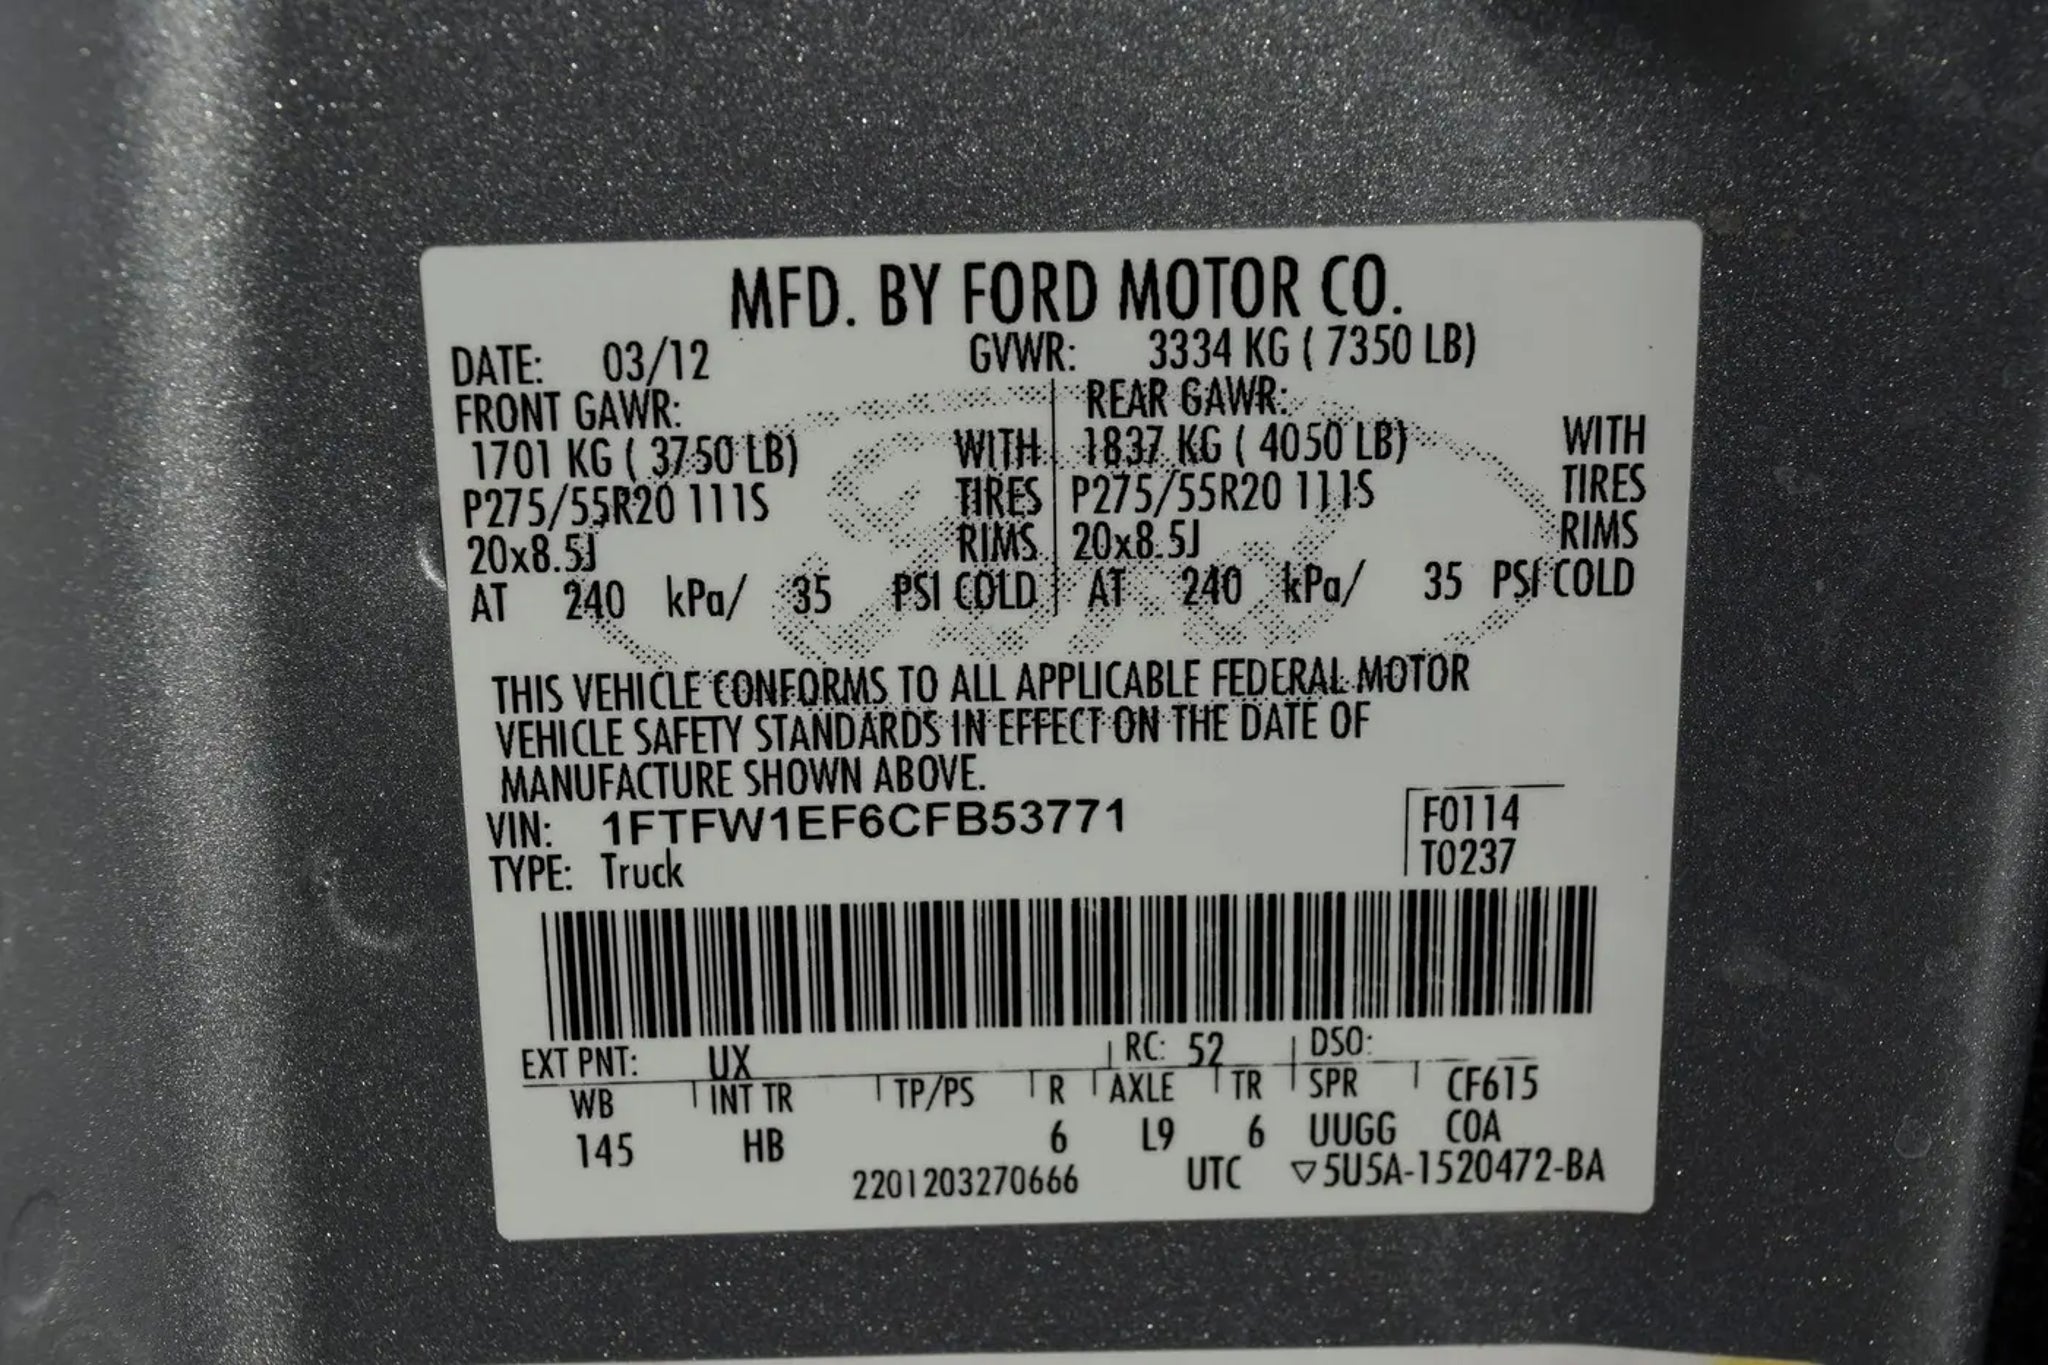 MFD. BY FORD MOTOR CO.
DATE: 03/12 GVWR: 3334 KG ( 7350 LB)
FRONT GAWR: REAR GAWR:
1701 KG ( 3750 LB) WITH 1837 KG ( 4050 LB) WITH
P275/55R20 111S TIRES P275/55R20 111S TIRES
20x8.5J RIMS 20x8.5J RIMS
AT 240 kPa/ 35 PSI COLD AT 240 kPa/ 35 PSI COLD
THIS VEHICLE CONFORMS TO ALL APPLICABLE FEDERAL MOTOR
VEHICLE SAFETY STANDARDS IN EFFECT ON THE DATE OF
MANUFACTURE SHOWN ABOVE.
VIN: 1FTFW1EF6CFB53771 F0114
TYPE: Truck T0237
EXT PNT: UX RC: 52 DSO:
WB INT TR TP/PS R AXLE TR SPR CF615
145 HB 6 L9 6 UUGG COA
2201203270666 UTC ▽5U5A-1520472-BA